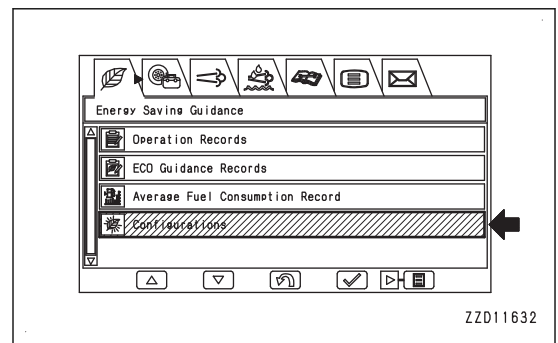 Energy Saving Guidance
Operation Records
ECO Guidance Records
Average Fuel Consumption Record
Configurations
ZZD11632